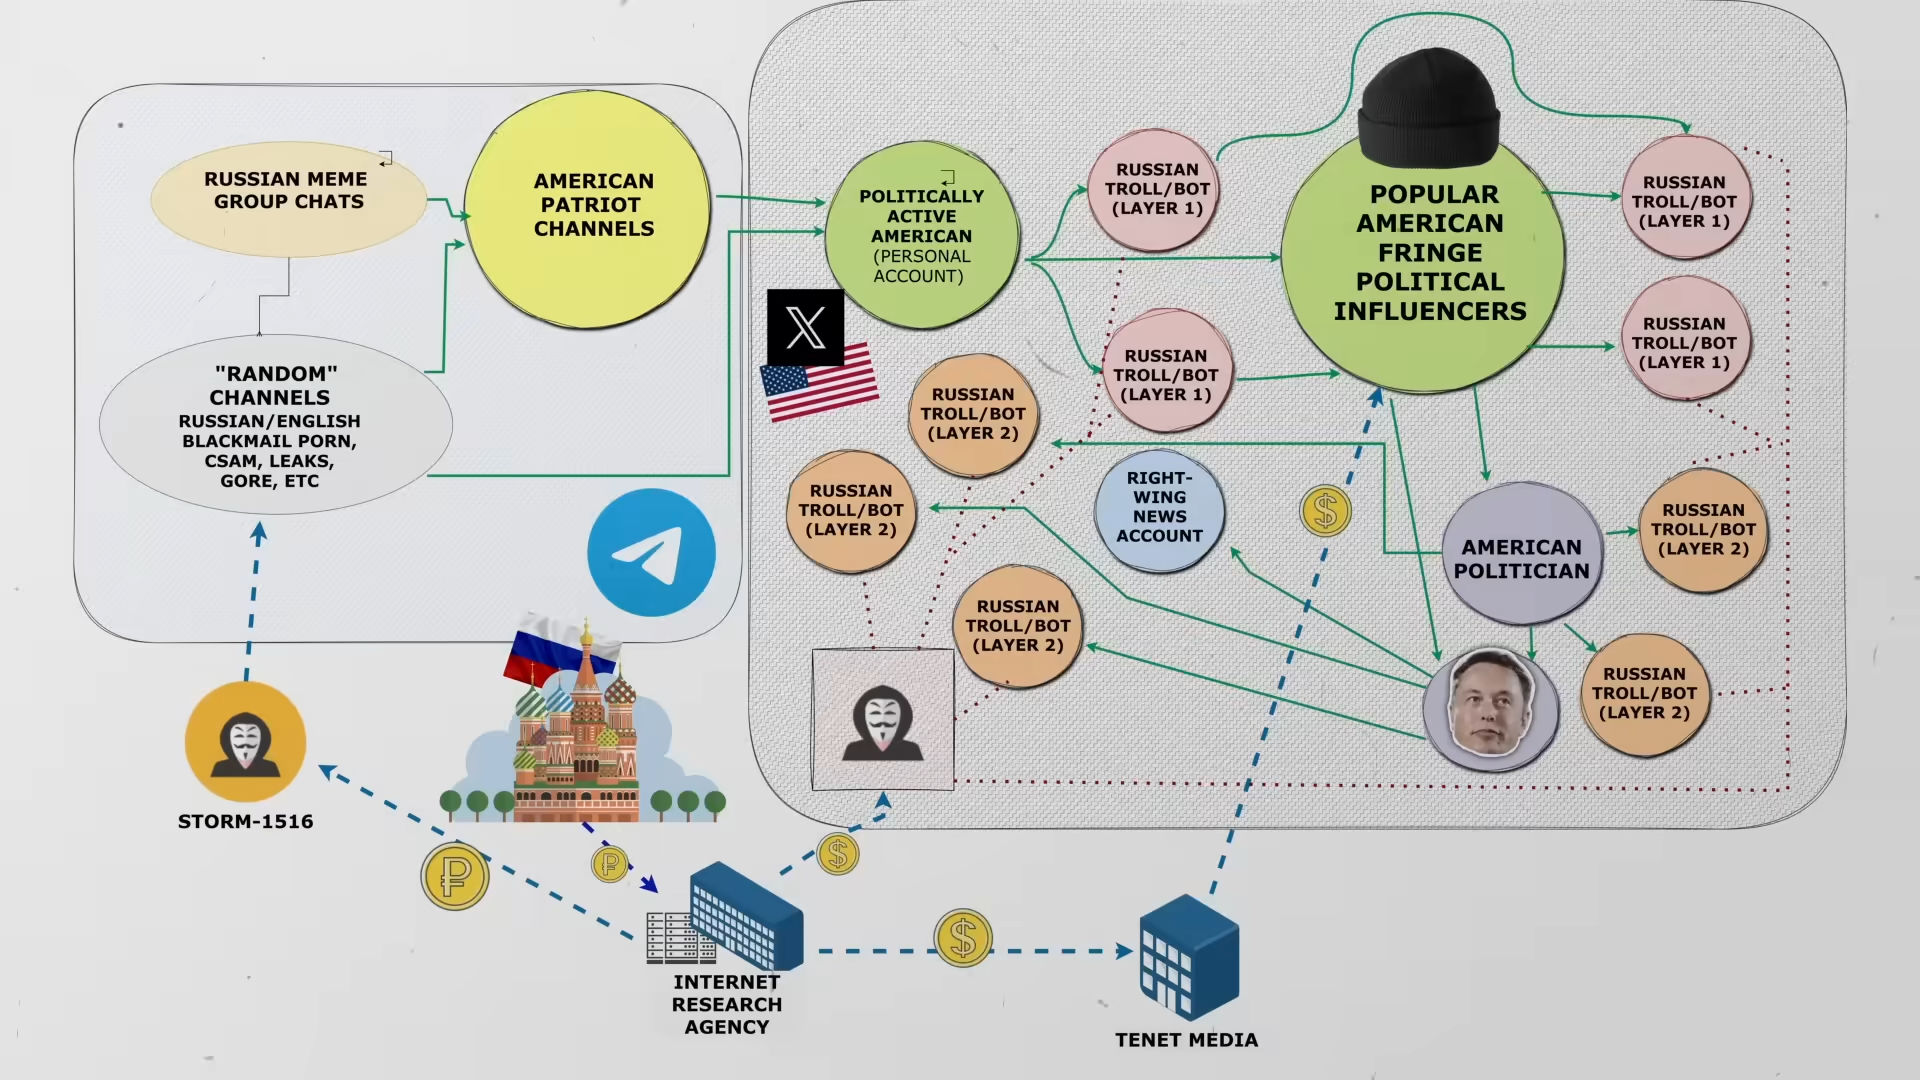 RUSSIAN MEME
GROUP CHATS
AMERICAN
PATRIOT
CHANNELS
"RANDOM"
CHANNELS
RUSSIAN/ENGLISH
BLACKMAIL PORN,
CSAM, LEAKS,
GORE, ETC
POLITICALLY
ACTIVE
AMERICAN
(PERSONAL
ACCOUNT)
RUSSIAN
TROLL/BOT
(LAYER 1)
RUSSIAN
TROLL/BOT
(LAYER 1)
POPULAR
AMERICAN
FRINGE
POLITICAL
INFLUENCERS
RUSSIAN
TROLL/BOT
(LAYER 1)
RUSSIAN
TROLL/BOT
(LAYER 1)
RUSSIAN
TROLL/BOT
(LAYER 2)
RUSSIAN
TROLL/BOT
(LAYER 2)
RIGHT-
WING
NEWS
ACCOUNT
RUSSIAN
TROLL/BOT
(LAYER 2)
AMERICAN
POLITICIAN
RUSSIAN
TROLL/BOT
(LAYER 2)
RUSSIAN
TROLL/BOT
(LAYER 2)
STORM-1516
INTERNET
RESEARCH
AGENCY
TENET MEDIA